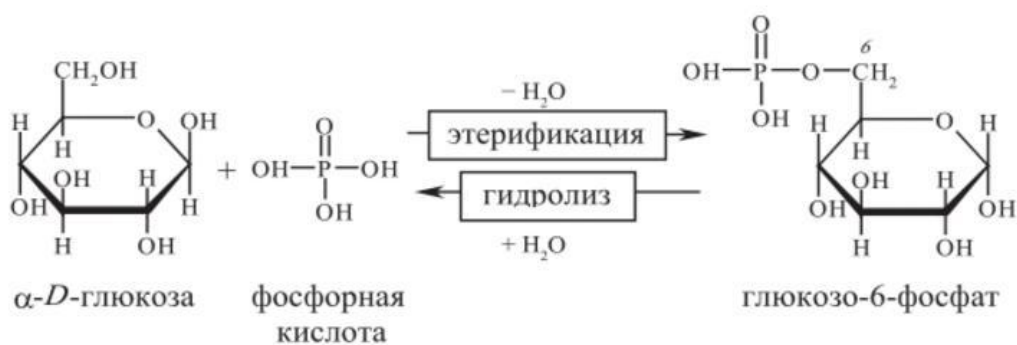 CH₂OH
H
O
OH
H
OH
H
OH
H
H
OH
+
O
OH—P—OH
OH
– H₂O
этерификация
гидролиз
+ H₂O
O
OH—P—O—CH₂
6
OH
H
O
H
H
OH
H
OH
OH
H
OH
α-D-глюкоза
фосфорная
кислота
глюкозо-6-фосфат